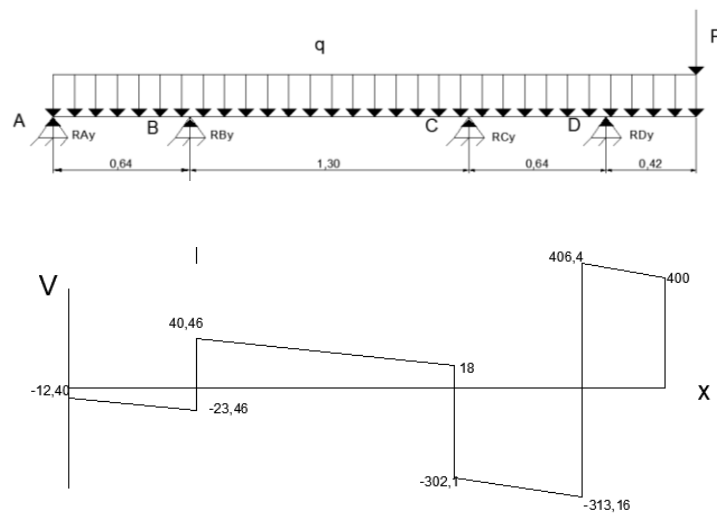 q
P
A
B
C
D
RAy
RBy
RCy
RDy
0,64
1,30
0,64
0,42
V
406,4
400
40,46
18
-12,40
-23,46
X
-302,1
-313,16